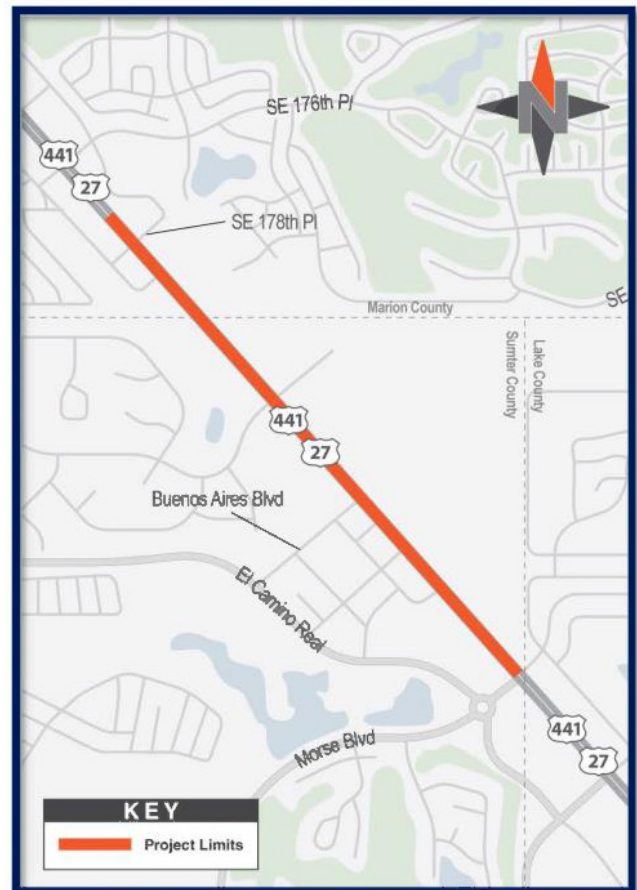 SE 176th Pl
N
441
27
SE 178th Pl
SE
Marion County
Sumter County
Lake County
441
27
Buenos Aires Blvd
El Camino Real
Morse Blvd
441
27
KEY
Project Limits